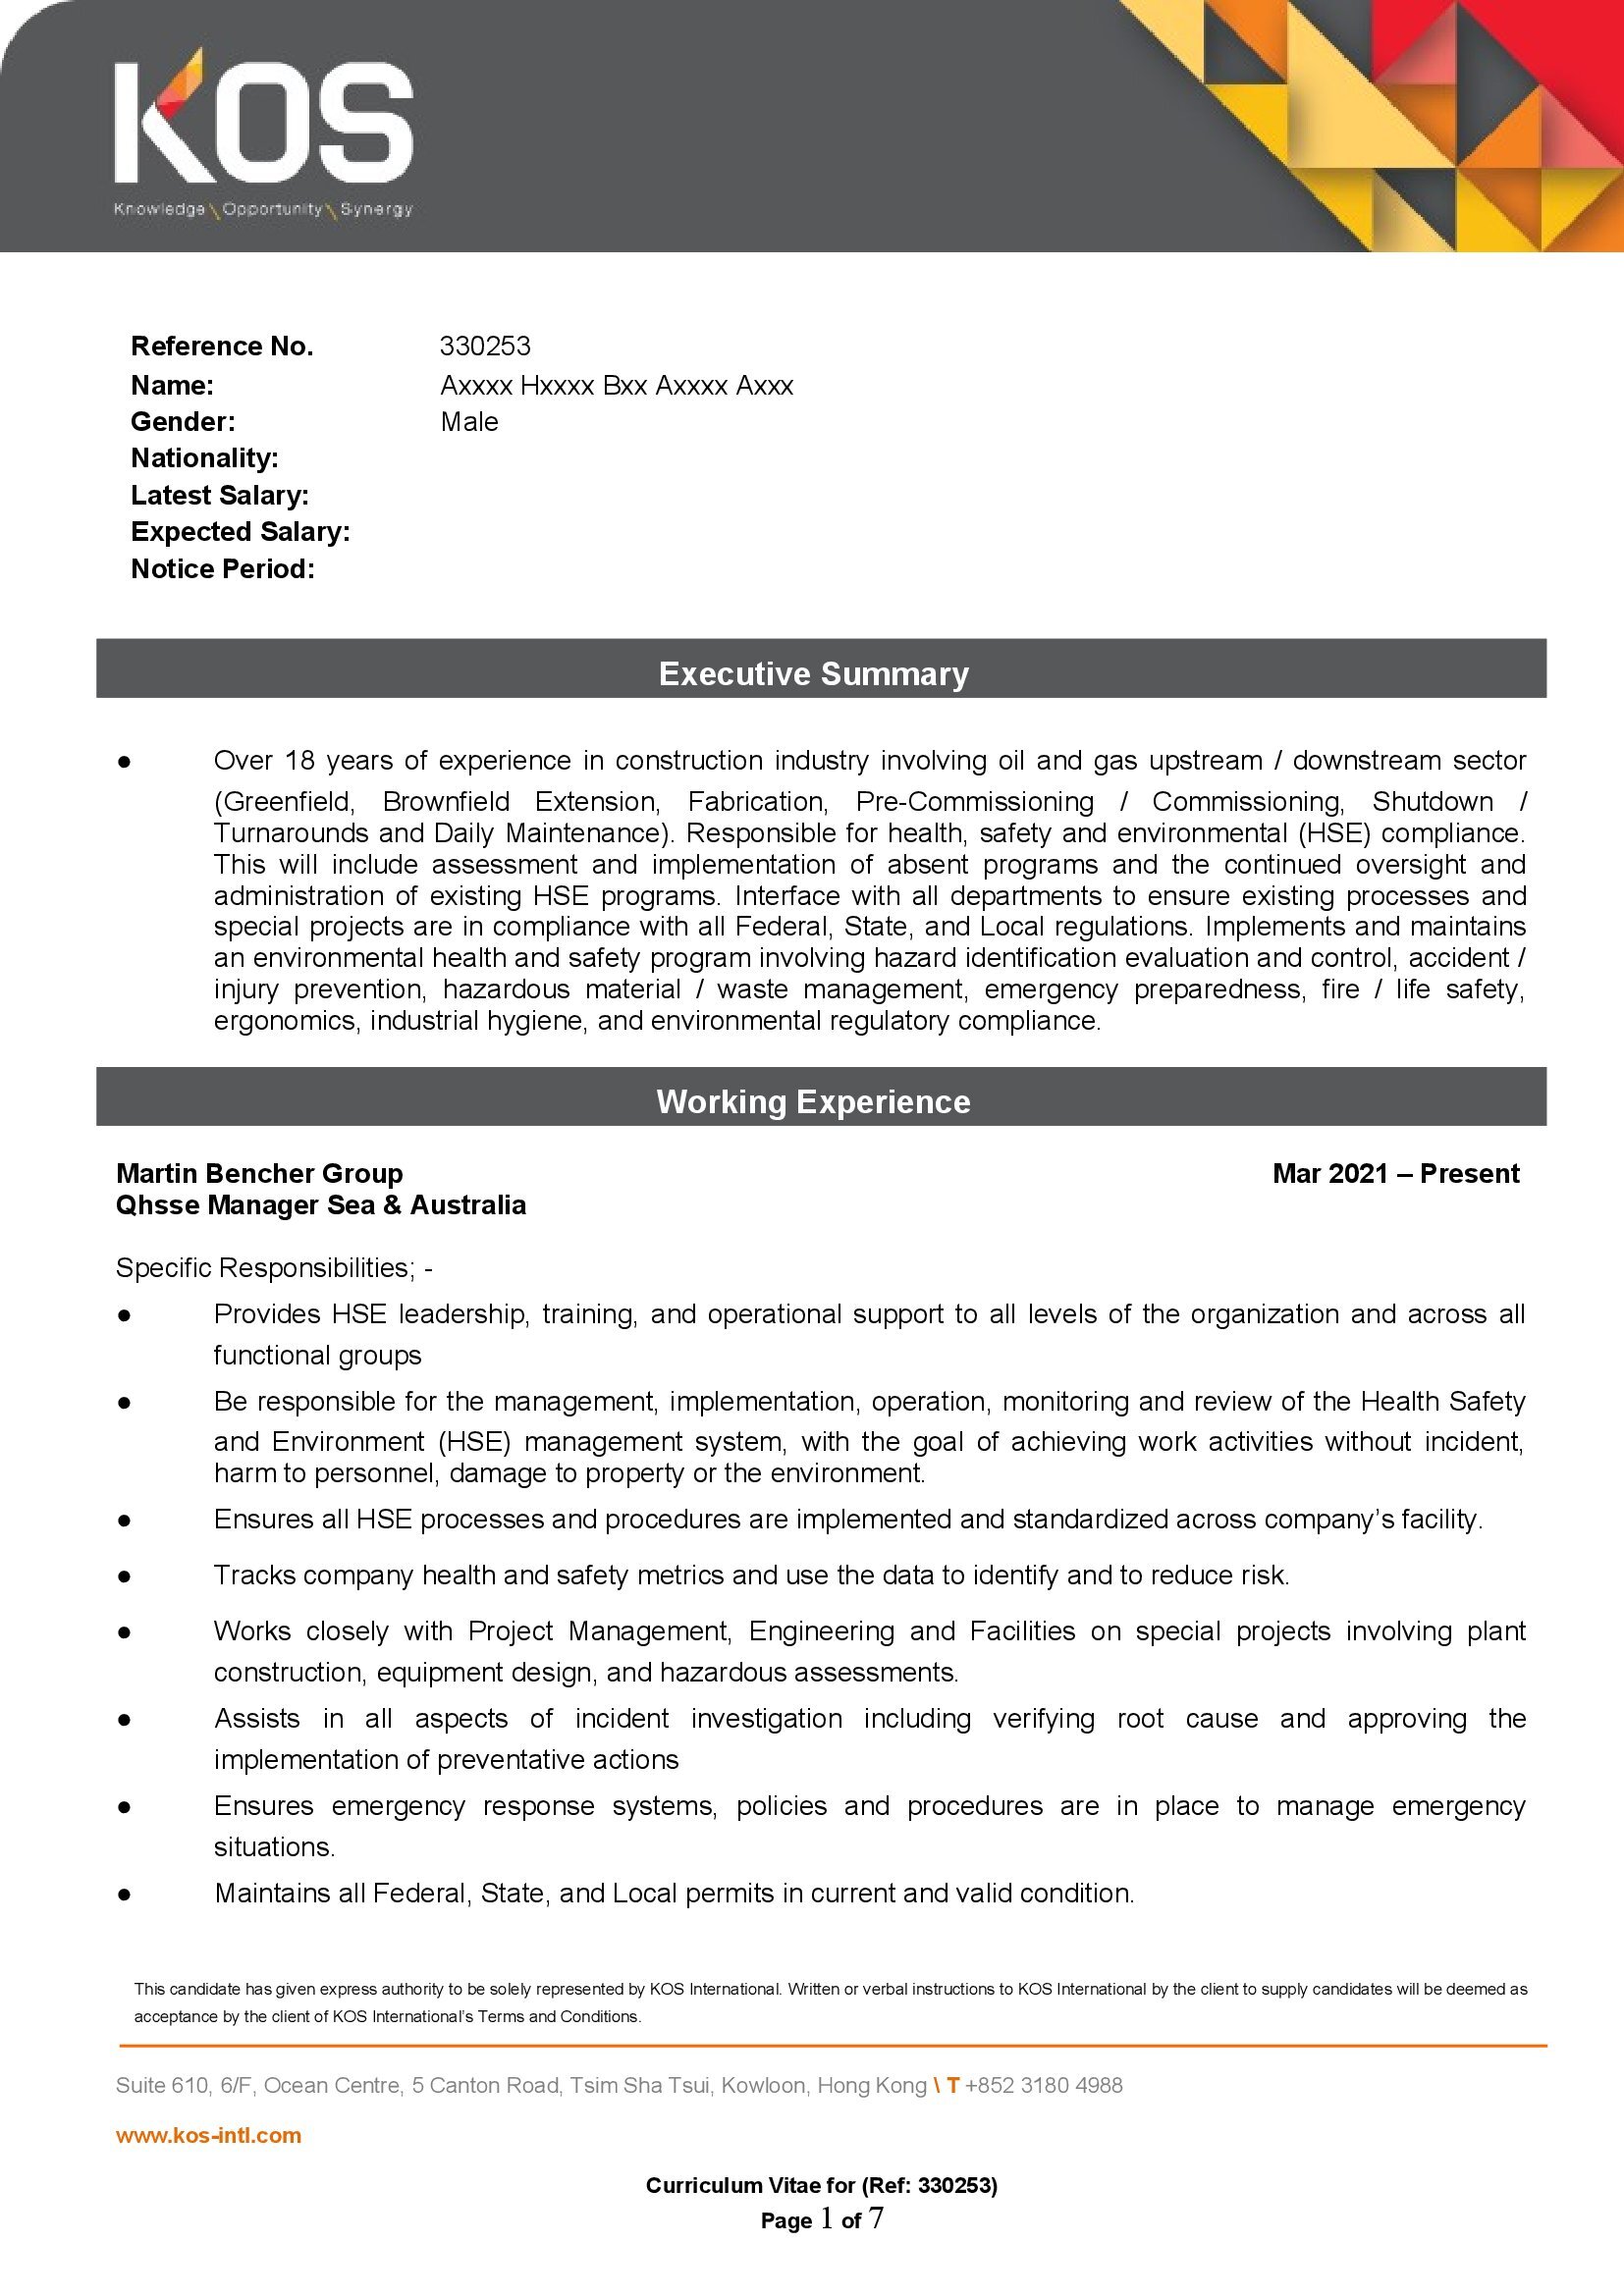 KOS
Knowledge \ Opportunity \ Synergy
Reference No. 330253
Name: Axxxx Hxxxx Bxx Axxxx Axxx
Gender: Male
Nationality:
Latest Salary:
Expected Salary:
Notice Period:
Executive Summary
● Over 18 years of experience in construction industry involving oil and gas upstream / downstream sector
(Greenfield, Brownfield Extension, Fabrication, Pre-Commissioning / Commissioning, Shutdown /
Turnarounds and Daily Maintenance). Responsible for health, safety and environmental (HSE) compliance.
This will include assessment and implementation of absent programs and the continued oversight and
administration of existing HSE programs. Interface with all departments to ensure existing processes and
special projects are in compliance with all Federal, State, and Local regulations. Implements and maintains
an environmental health and safety program involving hazard identification evaluation and control, accident /
injury prevention, hazardous material / waste management, emergency preparedness, fire / life safety,
ergonomics, industrial hygiene, and environmental regulatory compliance.
Working Experience
Martin Bencher Group Mar 2021 – Present
Qhsse Manager Sea & Australia
Specific Responsibilities; -
● Provides HSE leadership, training, and operational support to all levels of the organization and across all
functional groups
● Be responsible for the management, implementation, operation, monitoring and review of the Health Safety
and Environment (HSE) management system, with the goal of achieving work activities without incident,
harm to personnel, damage to property or the environment.
● Ensures all HSE processes and procedures are implemented and standardized across company’s facility.
● Tracks company health and safety metrics and use the data to identify and to reduce risk.
● Works closely with Project Management, Engineering and Facilities on special projects involving plant
construction, equipment design, and hazardous assessments.
● Assists in all aspects of incident investigation including verifying root cause and approving the
implementation of preventative actions
● Ensures emergency response systems, policies and procedures are in place to manage emergency
situations.
● Maintains all Federal, State, and Local permits in current and valid condition.
This candidate has given express authority to be solely represented by KOS International. Written or verbal instructions to KOS International by the client to supply candidates will be deemed as
acceptance by the client of KOS International's Terms and Conditions.
Suite 610, 6/F, Ocean Centre, 5 Canton Road, Tsim Sha Tsui, Kowloon, Hong Kong \ T +852 3180 4988
www.kos-intl.com
Curriculum Vitae for (Ref: 330253)
Page 1 of 7